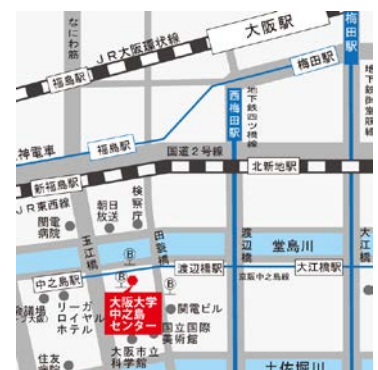 なにわ筋
大阪駅
梅田駅
JR大阪環状線
福島駅
梅田駅
西梅田駅
地下鉄四ツ橋線
福島駅
神電車
国道2号線
新福島駅
北新地駅
JR東西線
関電
病院
朝日
放送
検察庁
玉江橋
田蓑橋
渡辺橋
堂島川
中之島駅
渡辺橋駅
京阪中之島線
大江橋駅
大阪大学
中之島
センター
リーガ
ロイヤル
ホテル
関電ビル
国立国際
美術館
大阪市立
科学館
住友
病院
土佐堀川
B
B
B